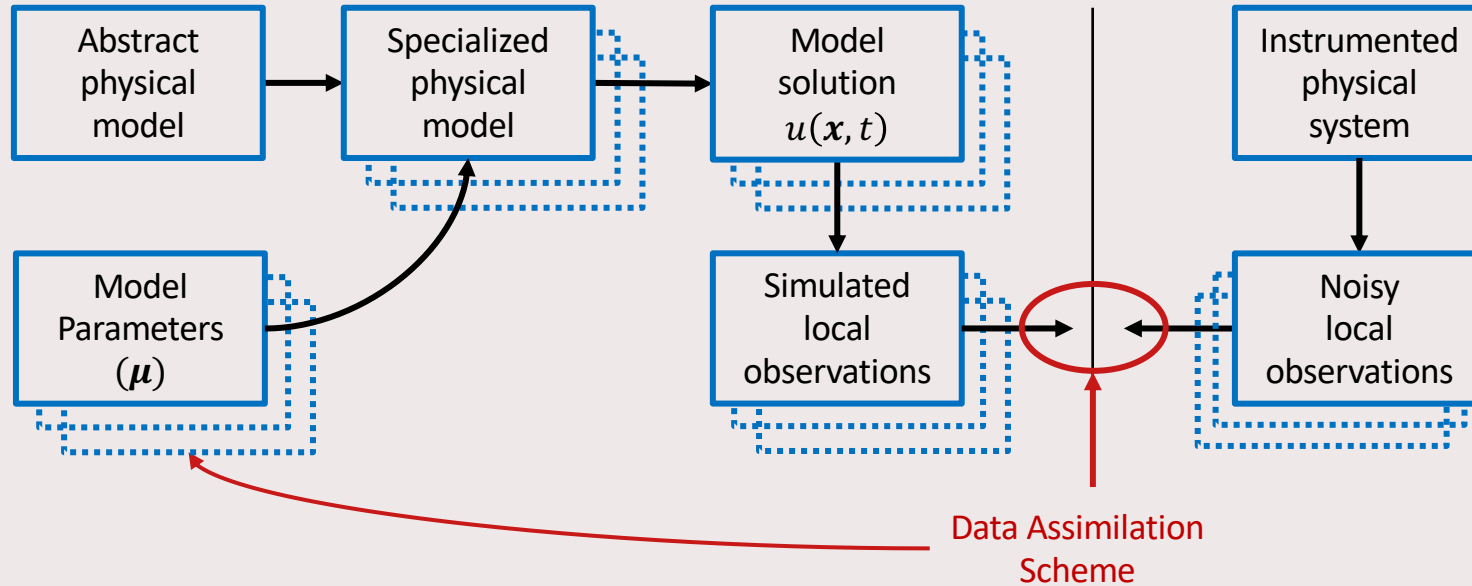 Abstract
physical
model
Specialized
physical
model
Model
solution
u(x, t)
Instrumented
physical
system
Model
Parameters
(μ)
Simulated
local
observations
Noisy
local
observations
Data Assimilation
Scheme